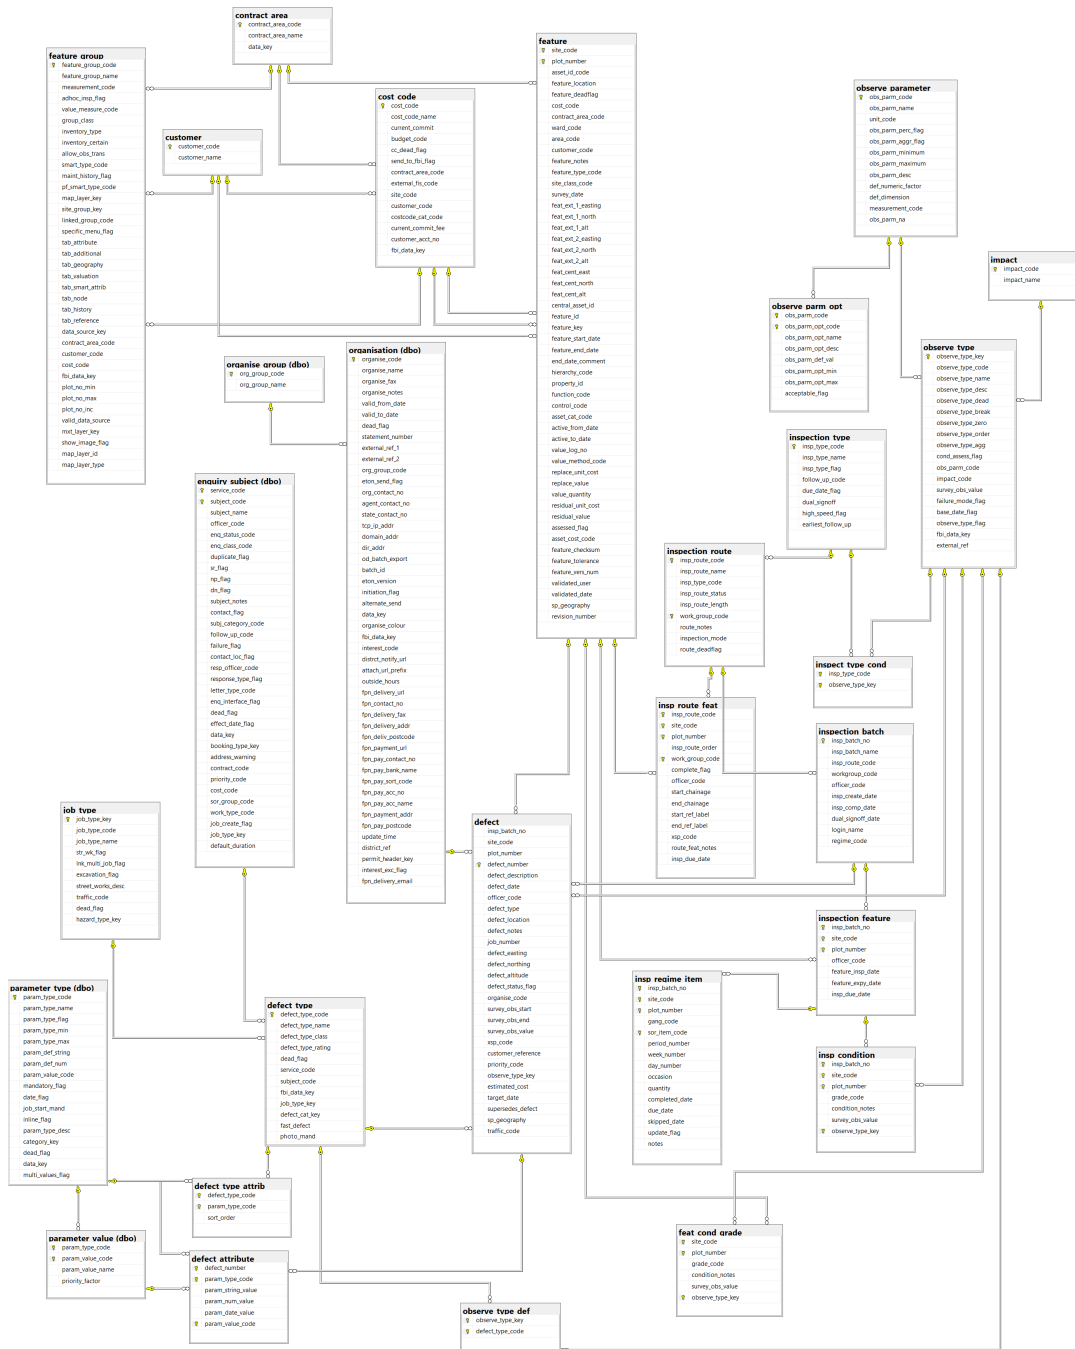 contract_area
contract_area_code
contract_area_name
data_key
feature_group
feature_group_code
feature_group_name
measurement_code
adhoc_insp_flag
value_measure_code
group_class
inventory_type
inventory_certain
allow_obs_trans
smart_type_code
maint_history_flag
pf_smart_type_code
map_layer_key
site_group_key
linked_group_code
specific_menu_flag
tab_attribute
tab_additional
tab_geography
tab_valuation
tab_smart_attrib
tab_node
tab_history
tab_reference
data_source_key
contract_area_code
customer_code
cost_code
fbi_data_key
plot_no_min
plot_no_max
plot_no_inc
valid_data_source
mxt_layer_key
show_image_flag
map_layer_id
map_layer_type
customer
customer_code
customer_name
cost_code
cost_code
cost_code_name
current_commit
budget_code
cc_dead_flag
send_to_fbi_flag
contract_area_code
external_fis_code
site_code
customer_code
costcode_cat_code
current_commit_fee
customer_acct_no
fbi_data_key
feature
site_code
plot_number
asset_id_code
feature_location
feature_deadflag
cost_code
contract_area_code
ward_code
area_code
customer_code
feature_notes
feature_type_code
site_class_code
survey_date
feat_ext_1_easting
feat_ext_1_north
feat_ext_1_alt
feat_ext_2_easting
feat_ext_2_north
feat_ext_2_alt
feat_cent_east
feat_cent_north
feat_cent_alt
central_asset_id
feature_id
feature_key
feature_start_date
feature_end_date
end_date_comment
hierarchy_code
property_id
function_code
control_code
asset_cat_code
active_from_date
active_to_date
value_log_no
value_method_code
replace_unit_cost
replace_value
value_quantity
residual_unit_cost
residual_value
assessed_flag
asset_cost_code
feature_checksum
feature_tolerance
feature_vers_num
validated_user
validated_date
sp_geography
revision_number
observe_parameter
obs_parm_code
obs_parm_name
unit_code
obs_parm_perc_flag
obs_parm_aggr_flag
obs_parm_minimum
obs_parm_maximum
obs_parm_desc
def_numeric_factor
def_dimension
measurement_code
obs_parm_na
impact
impact_code
impact_name
observe_parm_opt
obs_parm_code
obs_parm_opt_code
obs_parm_opt_name
obs_parm_opt_desc
obs_parm_def_val
obs_parm_opt_min
obs_parm_opt_max
acceptable_flag
observe_type
observe_type_key
observe_type_code
observe_type_name
observe_type_desc
observe_type_dead
observe_type_break
observe_type_zero
observe_type_order
observe_type_agg
cond_assess_flag
obs_parm_code
impact_code
survey_obs_value
failure_mode_flag
base_date_flag
observe_type_flag
fbi_data_key
external_ref
organise_group (dbo)
org_group_code
org_group_name
organisation (dbo)
organise_code
organise_name
organise_fax
organise_notes
valid_from_date
valid_to_date
dead_flag
statement_number
external_ref_1
external_ref_2
org_group_code
eton_send_flag
org_contact_no
agent_contact_no
state_contact_no
tcp_ip_addr
domain_addr
dir_addr
od_batch_export
batch_id
eton_version
initiation_flag
alternate_send
data_key
organise_colour
fbi_data_key
interest_code
distrct_notify_url
attach_url_prefix
outside_hours
fpn_delivery_url
fpn_contact_no
fpn_delivery_fax
fpn_delivery_addr
fpn_deliv_postcode
fpn_payment_url
fpn_pay_contact_no
fpn_pay_bank_name
fpn_pay_sort_code
fpn_pay_acc_no
fpn_pay_acc_name
fpn_payment_addr
fpn_pay_postcode
update_time
district_ref
permit_header_key
interest_exc_flag
fpn_delivery_email
enquiry_subject (dbo)
service_code
subject_code
subject_name
officer_code
enq_status_code
enq_class_code
duplicate_flag
sr_flag
np_flag
dn_flag
subject_notes
contact_flag
subj_category_code
follow_up_code
failure_flag
contact_loc_flag
resp_officer_code
response_type_flag
letter_type_code
enq_interface_flag
dead_flag
effect_date_flag
data_key
booking_type_key
address_warning
contract_code
priority_code
cost_code
sor_group_code
work_type_code
job_create_flag
job_type_key
default_duration
inspection_type
insp_type_code
insp_type_name
insp_type_flag
follow_up_code
due_date_flag
dual_signoff
high_speed_flag
earliest_follow_up
inspection_route
insp_route_code
insp_route_name
insp_type_code
insp_route_status
insp_route_length
work_group_code
route_notes
inspection_mode
route_deadflag
inspect_type_cond
insp_type_code
observe_type_key
insp_route_feat
insp_route_code
site_code
plot_number
insp_route_order
work_group_code
complete_flag
officer_code
start_chainage
end_chainage
start_ref_label
end_ref_label
xsp_code
route_feat_notes
insp_due_date
inspection_batch
insp_batch_no
insp_batch_name
insp_route_code
workgroup_code
officer_code
insp_create_date
insp_comp_date
dual_signoff_date
login_name
regime_code
job_type
job_type_key
job_type_code
job_type_name
str_wk_flag
lnk_multi_job_flag
excavation_flag
street_works_desc
traffic_code
dead_flag
hazard_type_key
defect
insp_batch_no
site_code
plot_number
defect_number
defect_description
defect_date
officer_code
defect_type
defect_location
defect_notes
job_number
defect_easting
defect_northing
defect_altitude
defect_status_flag
organise_code
survey_obs_start
survey_obs_end
survey_obs_value
xsp_code
customer_reference
priority_code
observe_type_key
estimated_cost
target_date
supersedes_defect
sp_geography
traffic_code
inspection_feature
insp_batch_no
site_code
plot_number
officer_code
feature_insp_date
feature_expy_date
insp_due_date
insp_regime_item
insp_batch_no
site_code
plot_number
gang_code
sor_item_code
period_number
week_number
day_number
occasion
quantity
completed_date
due_date
skipped_date
update_flag
notes
insp_condition
insp_batch_no
site_code
plot_number
grade_code
condition_notes
survey_obs_value
observe_type_key
parameter_type (dbo)
param_type_code
param_type_name
param_type_flag
param_type_min
param_type_max
param_def_string
param_def_num
param_value_code
mandatory_flag
date_flag
job_start_mand
inline_flag
param_type_desc
category_key
dead_flag
data_key
multi_values_flag
defect_type
defect_type_code
defect_type_name
defect_type_class
defect_type_rating
dead_flag
service_code
subject_code
fbi_data_key
job_type_key
defect_cat_key
fast_defect
photo_mand
defect_type_attrib
defect_type_code
param_type_code
sort_order
parameter_value (dbo)
param_type_code
param_value_code
param_value_name
priority_factor
defect_attribute
defect_number
param_type_code
param_string_value
param_num_value
param_date_value
param_value_code
feat_cond_grade
site_code
plot_number
grade_code
condition_notes
survey_obs_value
observe_type_key
observe_type_def
observe_type_key
defect_type_code